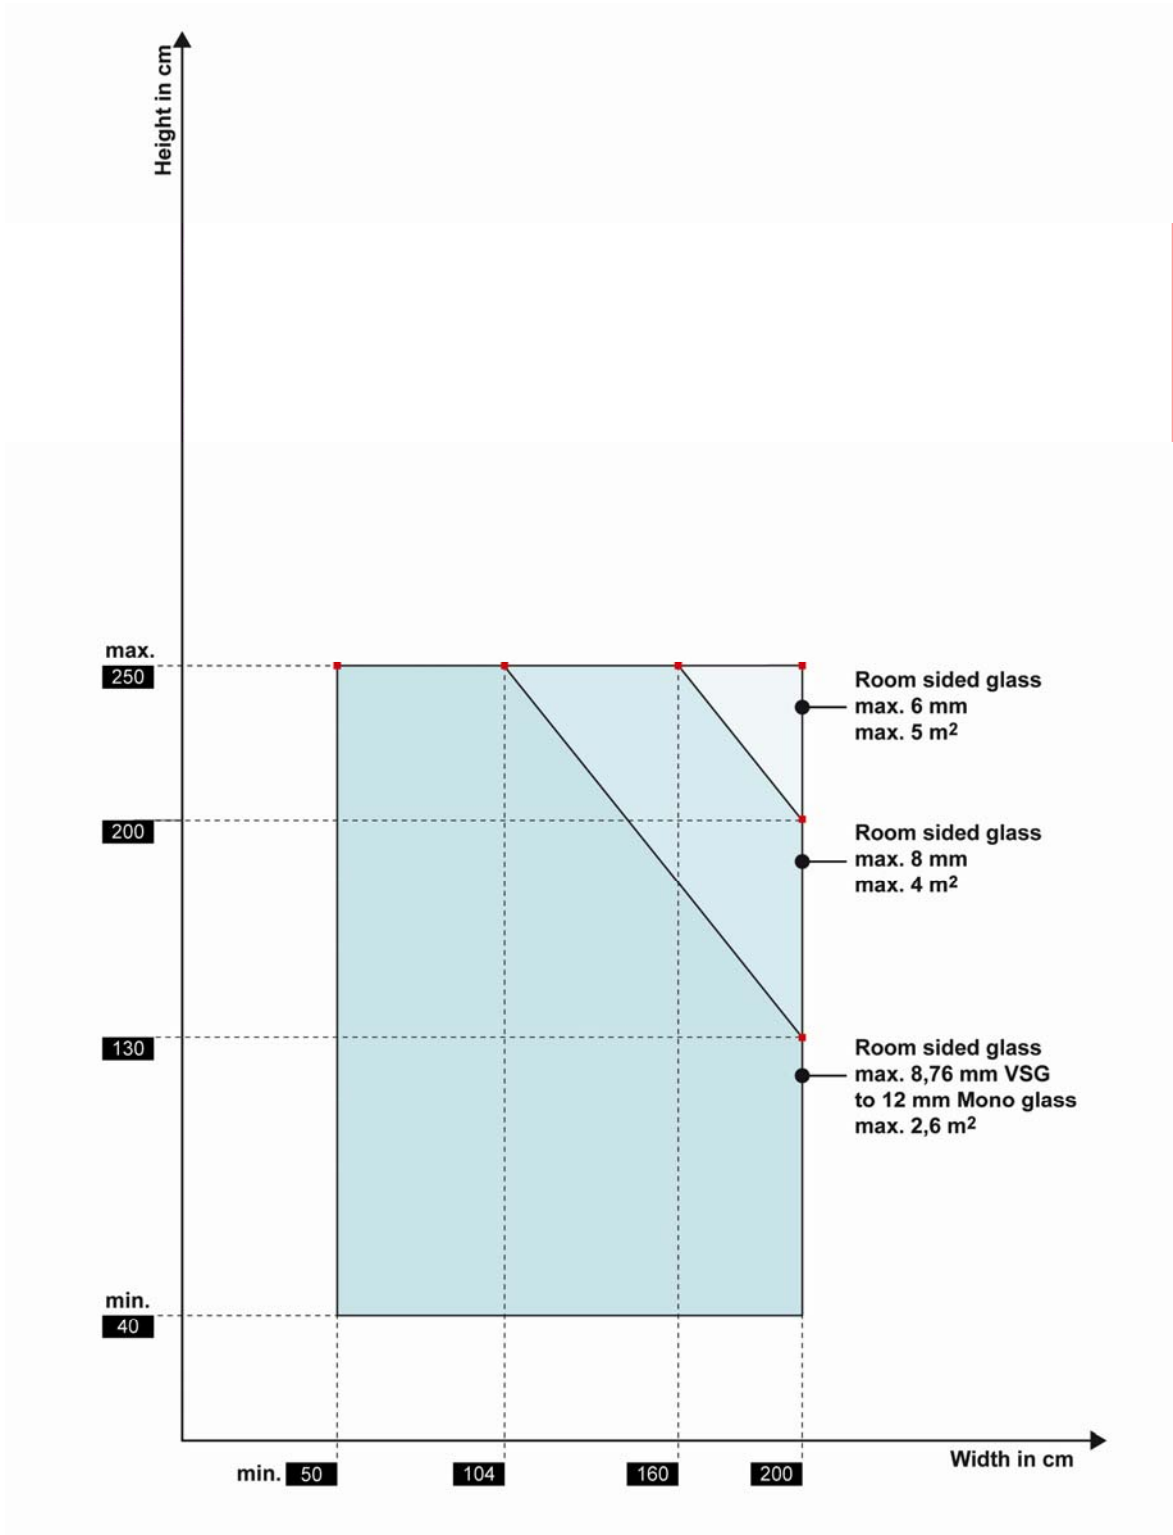 Height in cm
max.
250
Room sided glass
max. 6 mm
max. 5 m²
200
Room sided glass
max. 8 mm
max. 4 m²
130
Room sided glass
max. 8,76 mm VSG
to 12 mm Mono glass
max. 2,6 m²
min.
40
min. 50 104 160 200
Width in cm